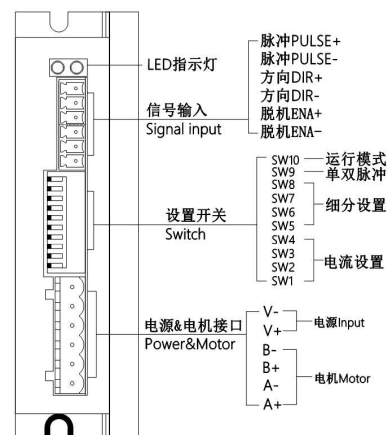 LED指示灯
脉冲PULSE+
脉冲PULSE-
方向DIR+
方向DIR-
脱机ENA+
脱机ENA-
信号输入
Signal input
SW10 运行模式
SW9 单双脉冲
SW8
SW7
SW6
SW5
细分设置
SW4
SW3
SW2
SW1
电流设置
设置开关
Switch
电源&电机接口
Power&Motor
V-
V+
电源Input
B-
B+
A-
A+
电机Motor